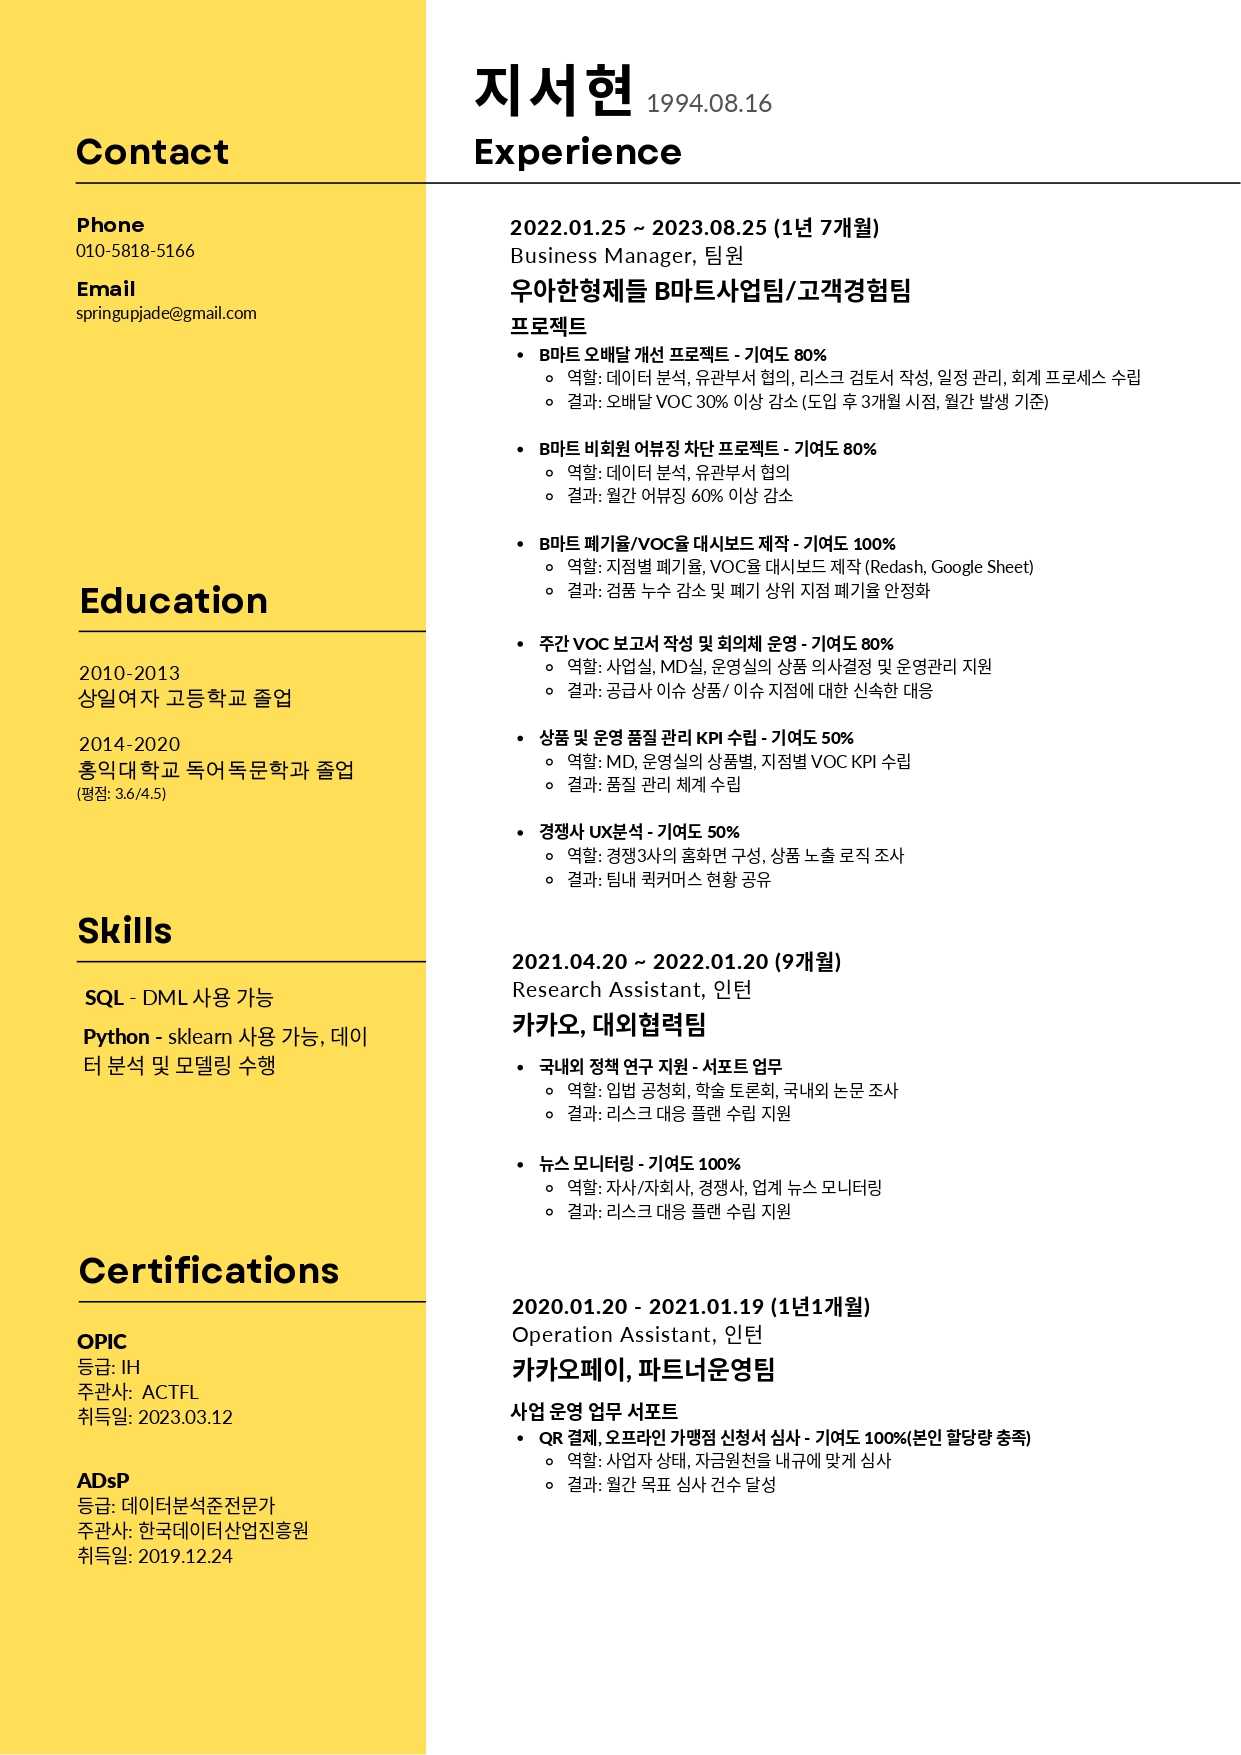 지서현 1994.08.16
Contact
Phone
010-5818-5166
Email
springupjade@gmail.com
Education
2010-2013
상일여자 고등학교 졸업
2014-2020
홍익대학교 독어독문학과 졸업
(평점: 3.6/4.5)
Skills
SQL - DML 사용 가능
Python - sklearn 사용 가능, 데이
터 분석 및 모델링 수행
Certifications
OPIC
등급: IH
주관사: ACTFL
취득일: 2023.03.12
ADsP
등급: 데이터분석준전문가
주관사: 한국데이터산업진흥원
취득일: 2019.12.24
Experience
2022.01.25 ~ 2023.08.25 (1년 7개월)
Business Manager, 팀원
우아한형제들 B마트사업팀/고객경험팀
프로젝트
• B마트 오배달 개선 프로젝트 - 기여도 80%
◦ 역할: 데이터 분석, 유관부서 협의, 리스크 검토서 작성, 일정 관리, 회계 프로세스 수립
◦ 결과: 오배달 VOC 30% 이상 감소 (도입 후 3개월 시점, 월간 발생 기준)
• B마트 비회원 어뷰징 차단 프로젝트 - 기여도 80%
◦ 역할: 데이터 분석, 유관부서 협의
◦ 결과: 월간 어뷰징 60% 이상 감소
• B마트 폐기율/VOC율 대시보드 제작 - 기여도 100%
◦ 역할: 지점별 폐기율, VOC율 대시보드 제작 (Redash, Google Sheet)
◦ 결과: 검품 누수 감소 및 폐기 상위 지점 폐기율 안정화
• 주간 VOC 보고서 작성 및 회의체 운영 - 기여도 80%
◦ 역할: 사업실, MD실, 운영실의 상품 의사결정 및 운영관리 지원
◦ 결과: 공급사 이슈 상품/ 이슈 지점에 대한 신속한 대응
• 상품 및 운영 품질 관리 KPI 수립 - 기여도 50%
◦ 역할: MD, 운영실의 상품별, 지점별 VOC KPI 수립
◦ 결과: 품질 관리 체계 수립
• 경쟁사 UX분석 - 기여도 50%
◦ 역할: 경쟁3사의 홈화면 구성, 상품 노출 로직 조사
◦ 결과: 팀내 퀵커머스 현황 공유
2021.04.20 ~ 2022.01.20 (9개월)
Research Assistant, 인턴
카카오, 대외협력팀
• 국내외 정책 연구 지원 - 서포트 업무
◦ 역할: 입법 공청회, 학술 토론회, 국내외 논문 조사
◦ 결과: 리스크 대응 플랜 수립 지원
• 뉴스 모니터링 - 기여도 100%
◦ 역할: 자사/자회사, 경쟁사, 업계 뉴스 모니터링
◦ 결과: 리스크 대응 플랜 수립 지원
2020.01.20 - 2021.01.19 (1년1개월)
Operation Assistant, 인턴
카카오페이, 파트너운영팀
사업 운영 업무 서포트
• QR 결제, 오프라인 가맹점 신청서 심사 - 기여도 100%(본인 할당량 충족)
◦ 역할: 사업자 상태, 자금원천을 내규에 맞게 심사
◦ 결과: 월간 목표 심사 건수 달성